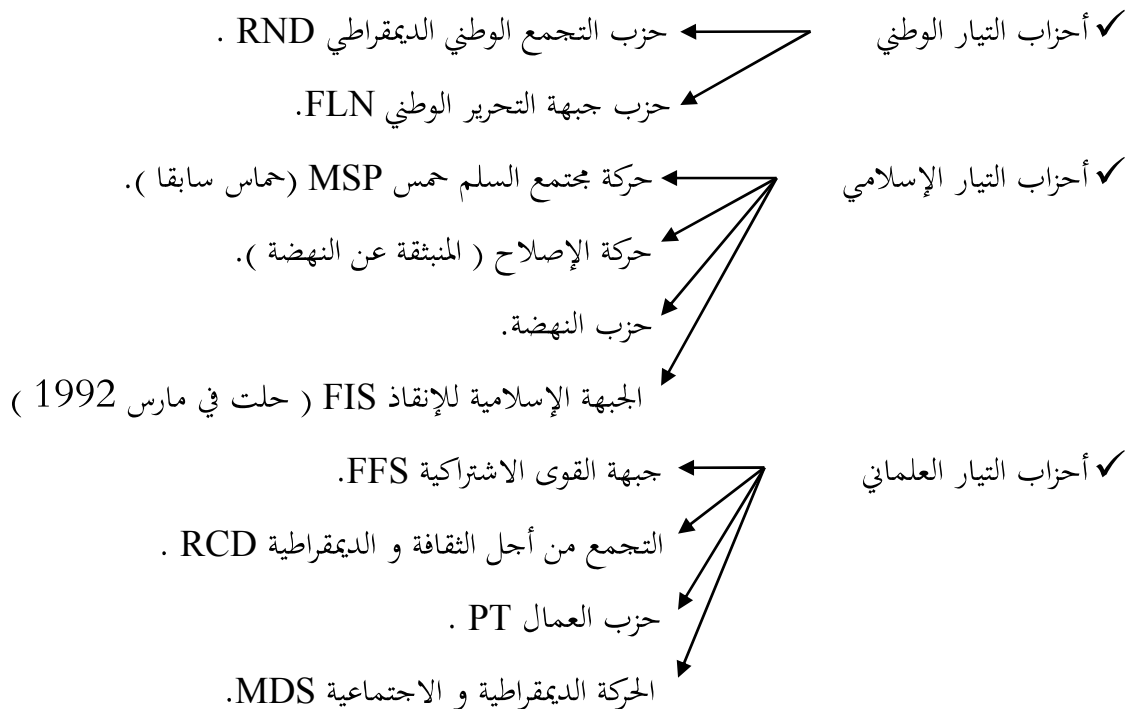 ✓ أحزاب التيار الوطني حزب التجمع الوطني الديمقراطي RND .
حزب جبهة التحرير الوطني FLN.
✓ أحزاب التيار الإسلامي حركة مجتمع السلم حمس MSP (حماس سابقا ).
حركة الإصلاح ( المنبثقة عن النهضة ).
حزب النهضة.
الجبهة الإسلامية للإنقاذ FIS ( حلت في مارس 1992 )
✓ أحزاب التيار العلماني جبهة القوى الاشتراكية FFS.
التجمع من أجل الثقافة و الديمقراطية RCD .
حزب العمال PT .
الحركة الديمقراطية و الاجتماعية MDS.